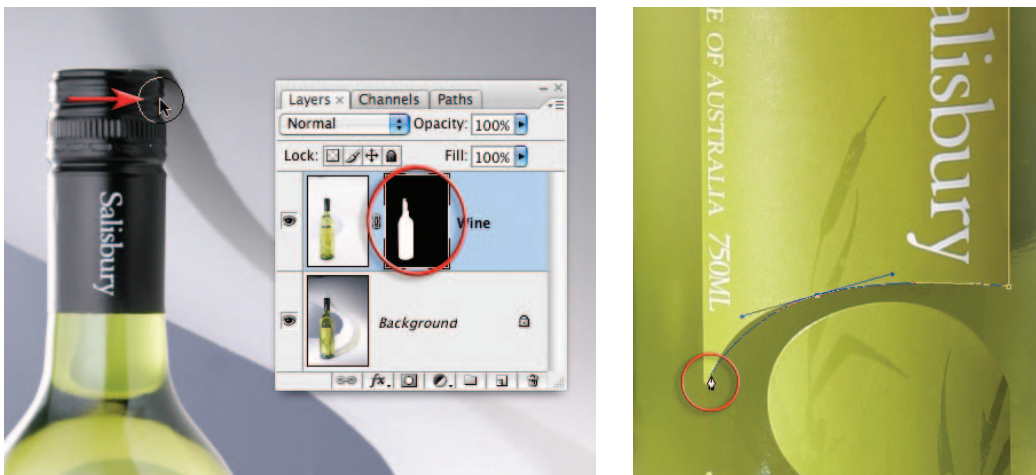 Salisbury
Layers × Channels Paths
Normal Opacity: 100%
Lock: Fill: 100%
Wine
Background
fx.
E OF AUSTRALIA 750ML
alisbury